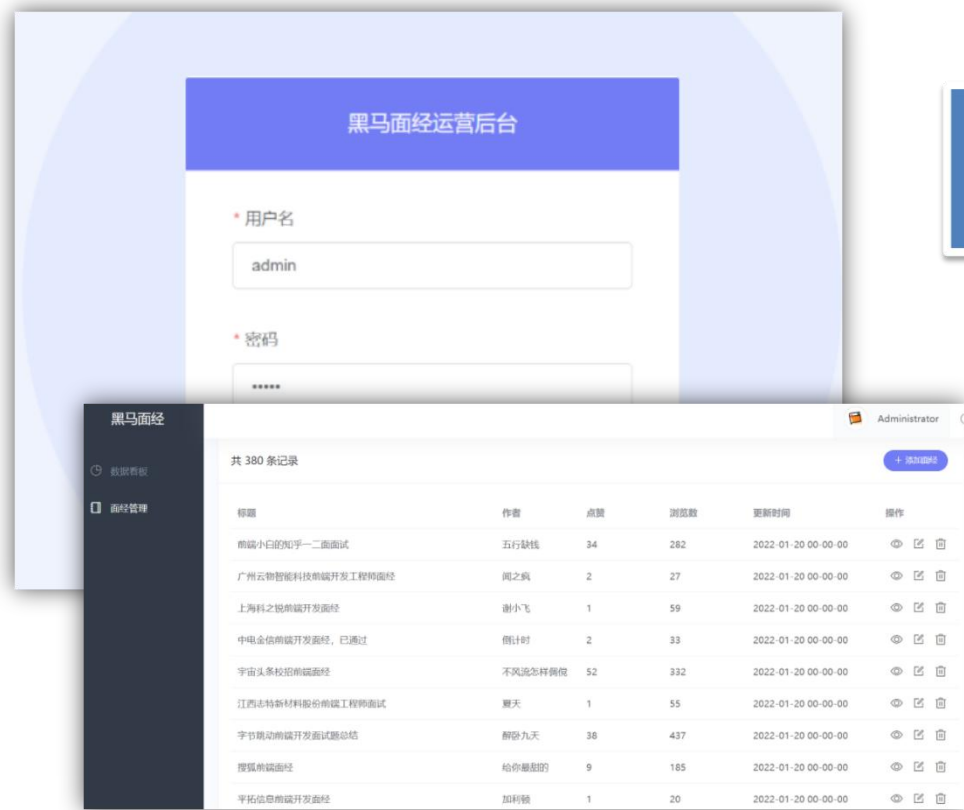 黑马面经运营后台
* 用户名
admin
* 密码
•••••
黑马面经
Administrator
数据看板
面经管理
共 380 条记录
+ 添加面经
标题 作者 点赞 浏览数 更新时间 操作
前端小白的知乎一二面面试 五行缺钱 34 282 2022-01-20 00-00-00
广州云物智能科技前端开发工程师面经 闻之疯 2 27 2022-01-20 00-00-00
上海科之锐前端开发面经 谢小飞 1 59 2022-01-20 00-00-00
中电金信前端开发面经，已通过 倒计时 2 33 2022-01-20 00-00-00
宇宙头条校招前端面经 不风流怎样倜傥 52 332 2022-01-20 00-00-00
江西志特新材料股份前端工程师面试 夏天 1 55 2022-01-20 00-00-00
字节跳动前端开发面试题总结 醉卧九天 38 437 2022-01-20 00-00-00
搜狐前端面经 给你最甜的 9 185 2022-01-20 00-00-00
平拓信息前端开发面经 加利顿 1 20 2022-01-20 00-00-00